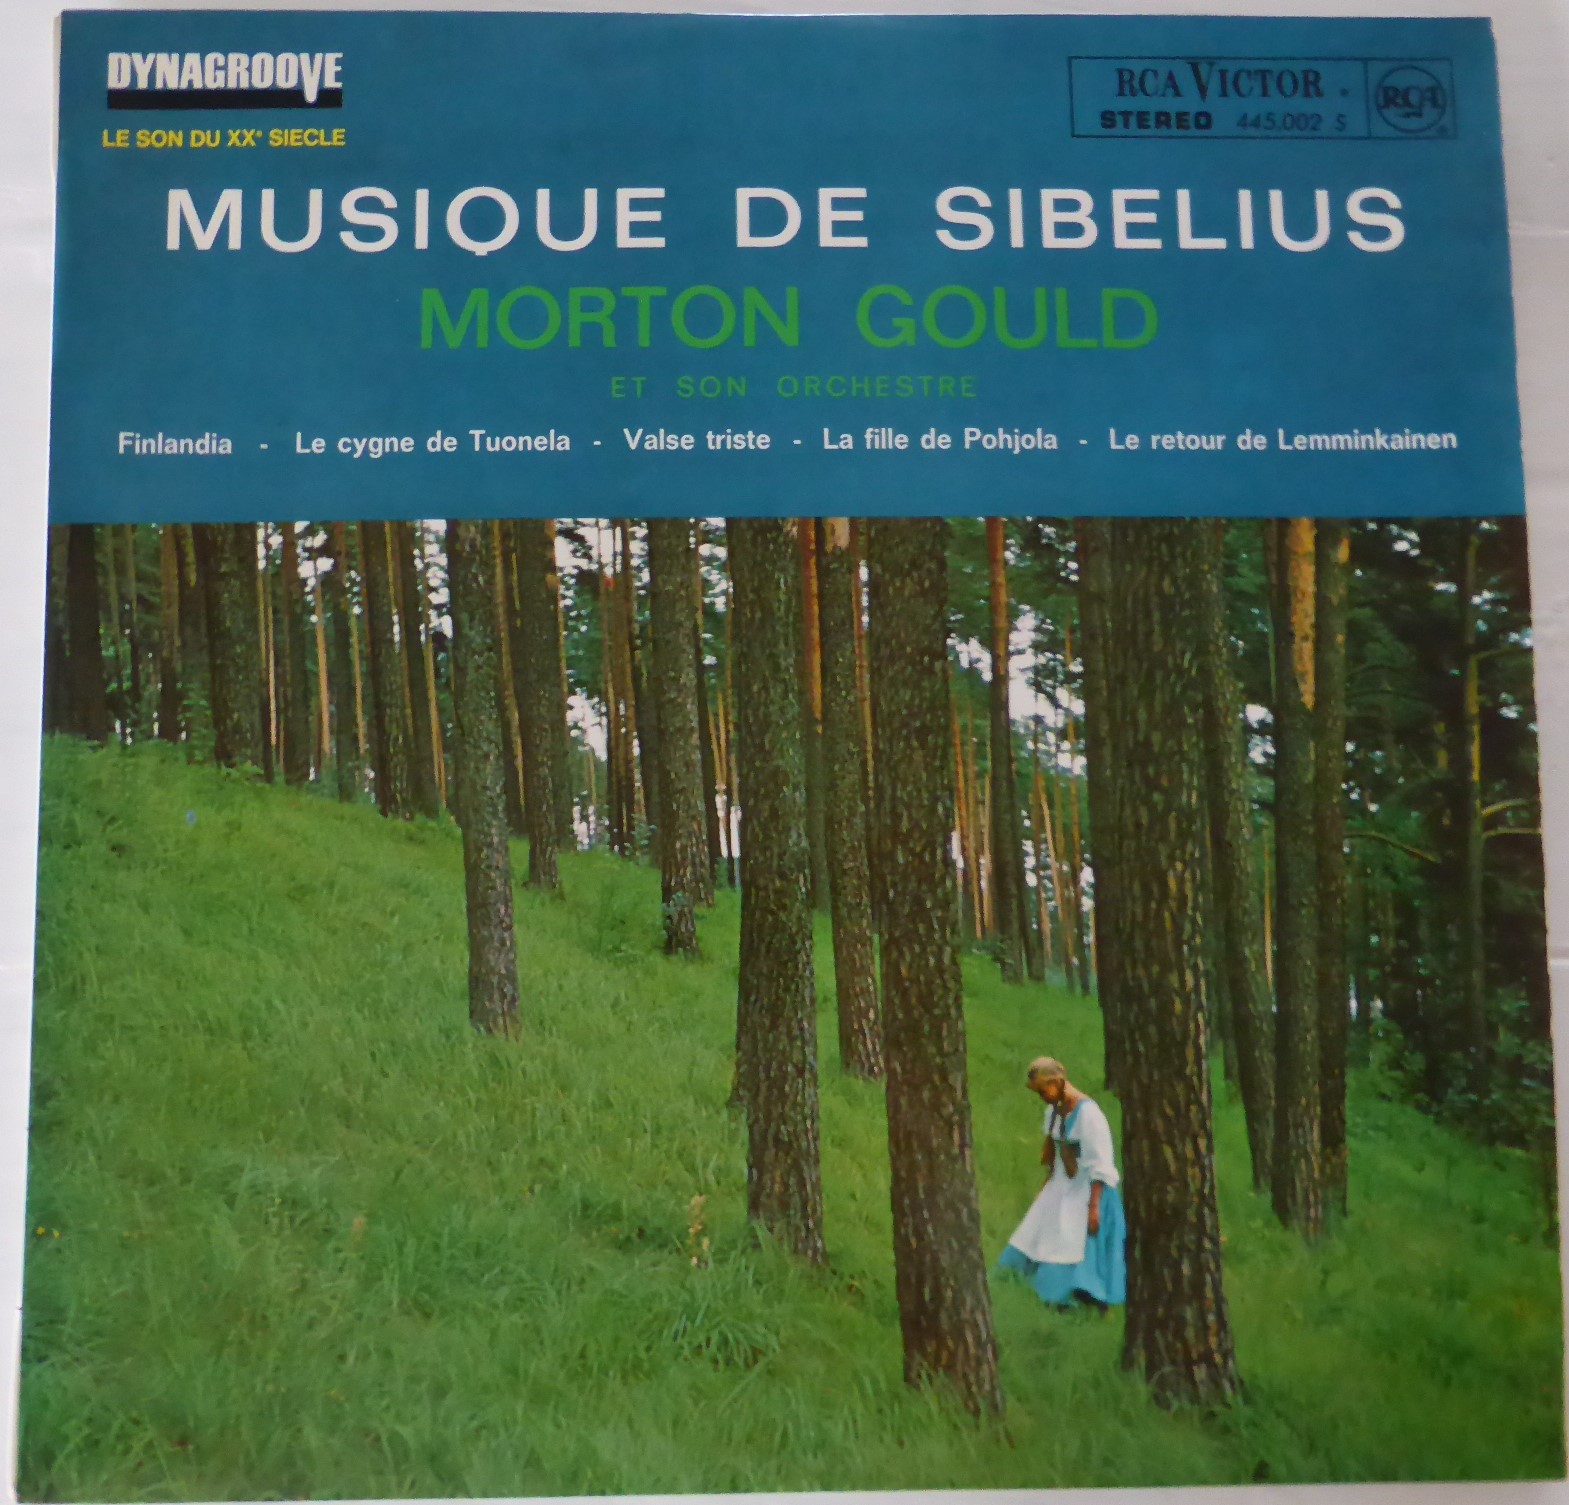 DYNAGROOVE
LE SON DU XXe SIECLE
RCA VICTOR
STEREO 445.002 S
RCA
MUSIQUE DE SIBELIUS
MORTON GOULD
ET SON ORCHESTRE
Finlandia - Le cygne de Tuonela - Valse triste - La fille de Pohjola - Le retour de Lemminkainen